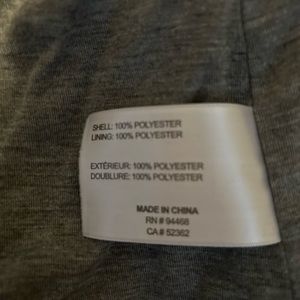 SHELL: 100% POLYESTER
LINING: 100% POLYESTER
EXTÉRIEUR: 100% POLYESTER
DOUBLURE: 100% POLYESTER
MADE IN CHINA
RN # 94468
CA # 52362